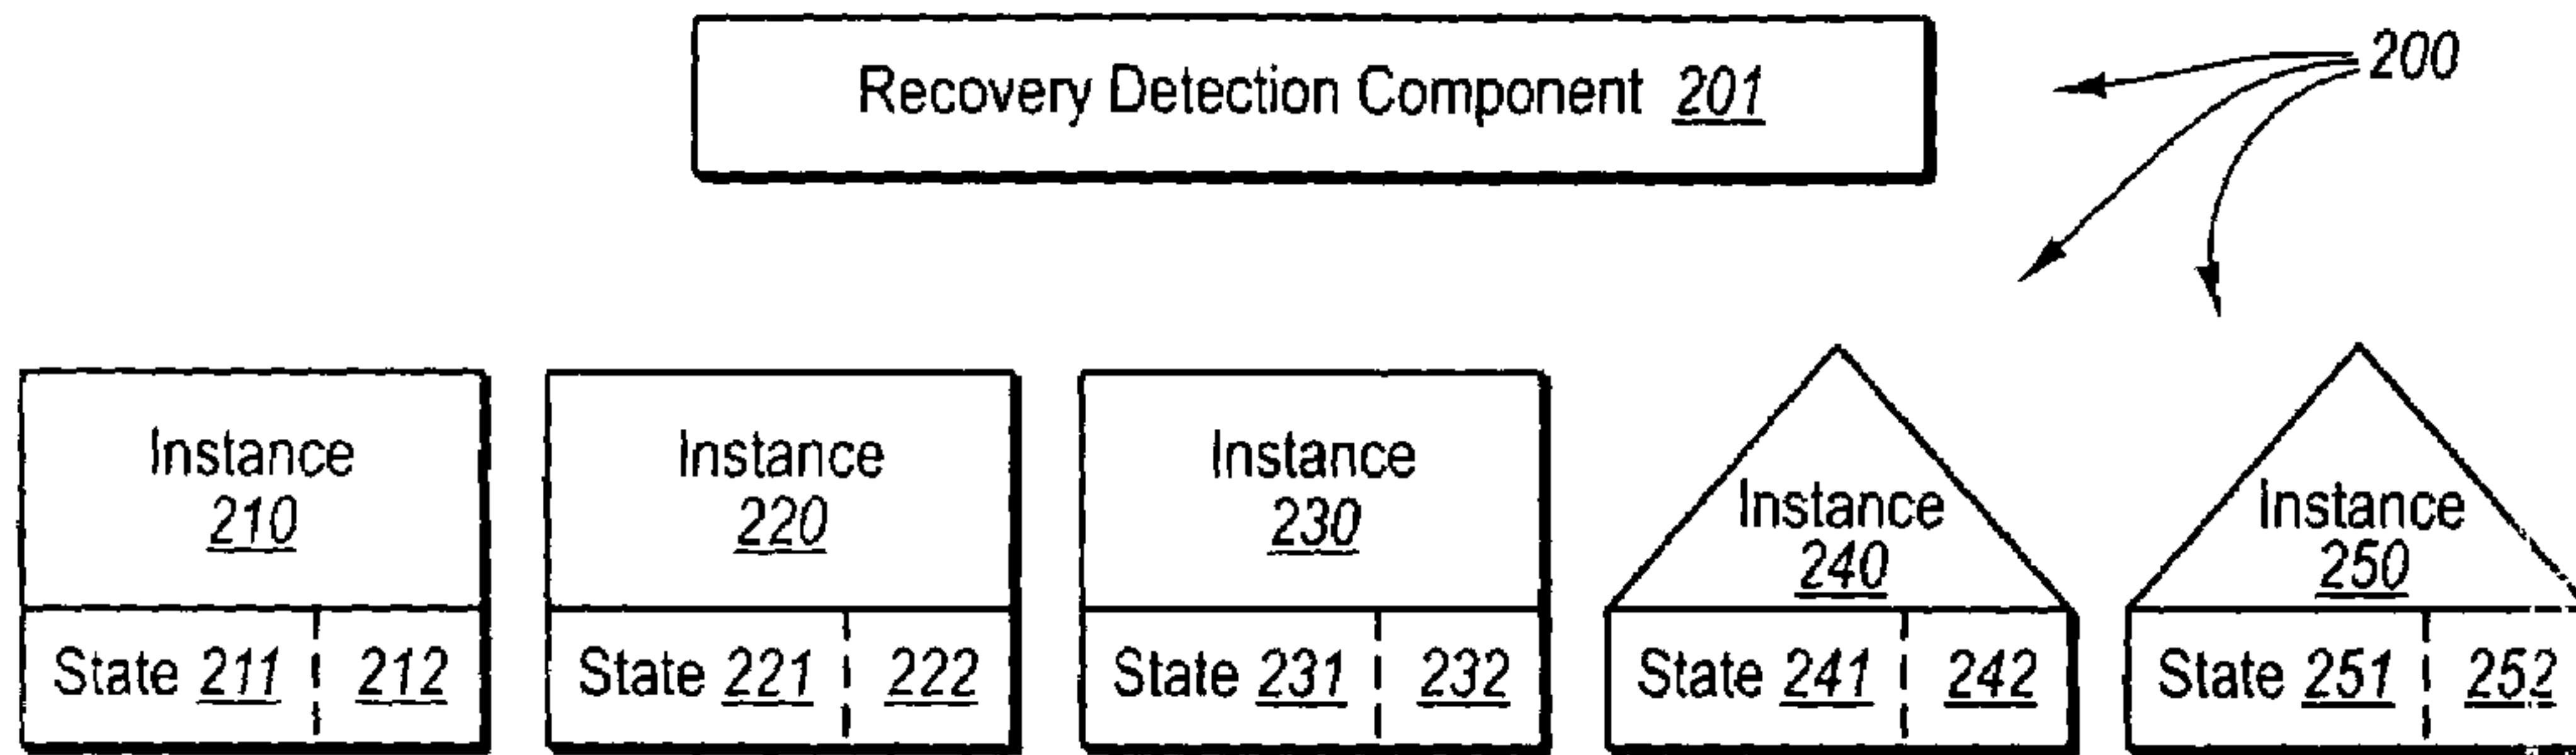 Recovery Detection Component 201
200
Instance
210
Instance
220
Instance
230
Instance
240
Instance
250
State 211 212
State 221 222
State 231 232
State 241 242
State 251 252